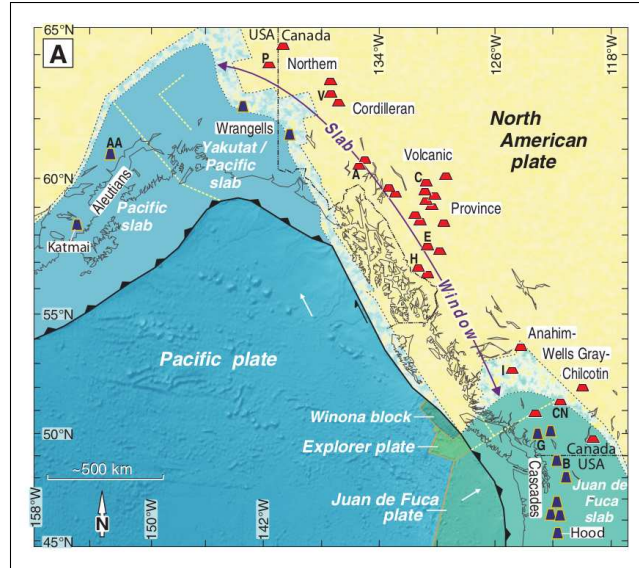 65°N
A
USA Canada
134°W
126°W
118°W
P
Northern
V
Cordilleran
North
American
plate
Slab
Window
Wrangells
AA
Yakutat /
Pacific
slab
Volcanic
A
C
60°N
Aleutians
Pacific
slab
Province
Katmai
E
H
55°N
Anahim-
Wells Gray-
Chilcotin
I
Pacific plate
CN
Winona block
50°N
G
Explorer plate
Canada
USA
~500 km
B
Cascades
Juan de Fuca
plate
Juan de
Fuca
slab
158°W
N
150°W
142°W
Hood
45°N